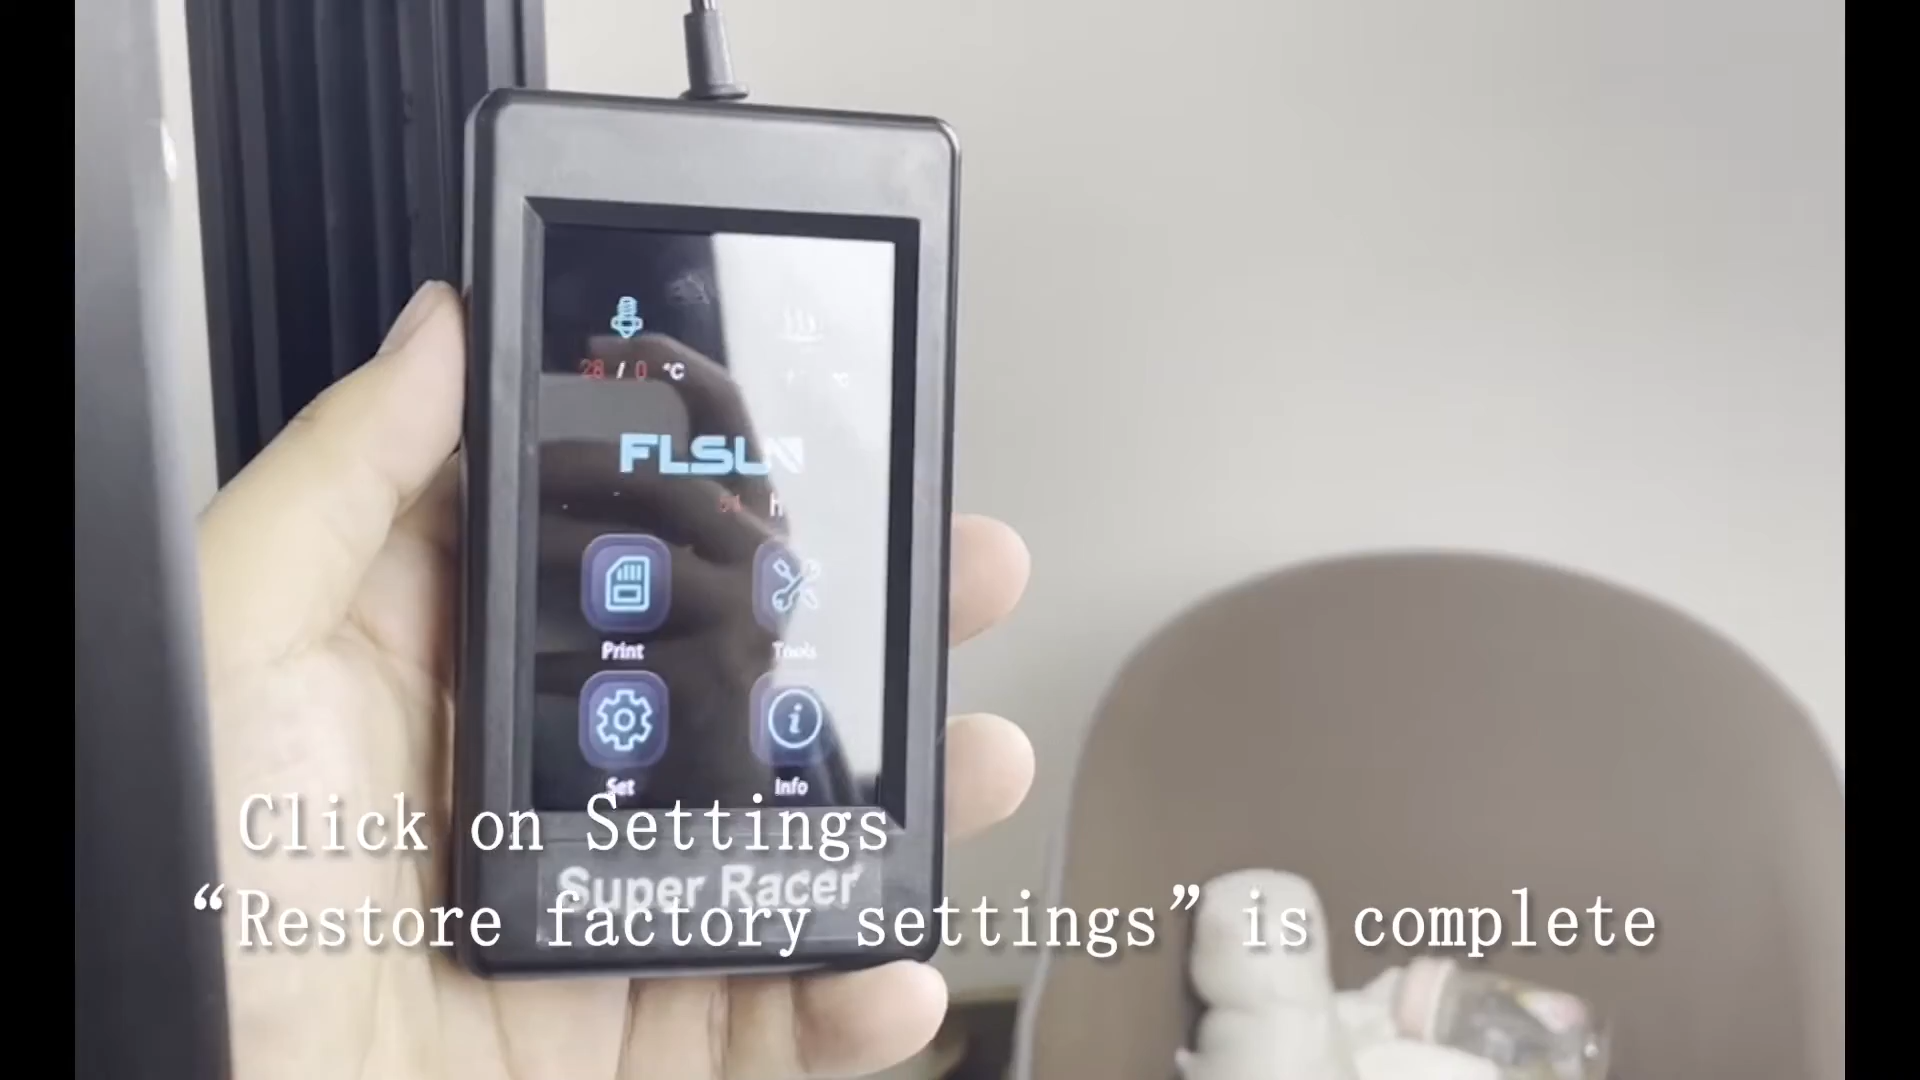 28 / 0 °C
°C
FLSUN
H
Print
Tools
Set
Info
Super Racer
Click on Settings
“Restore factory settings” is complete